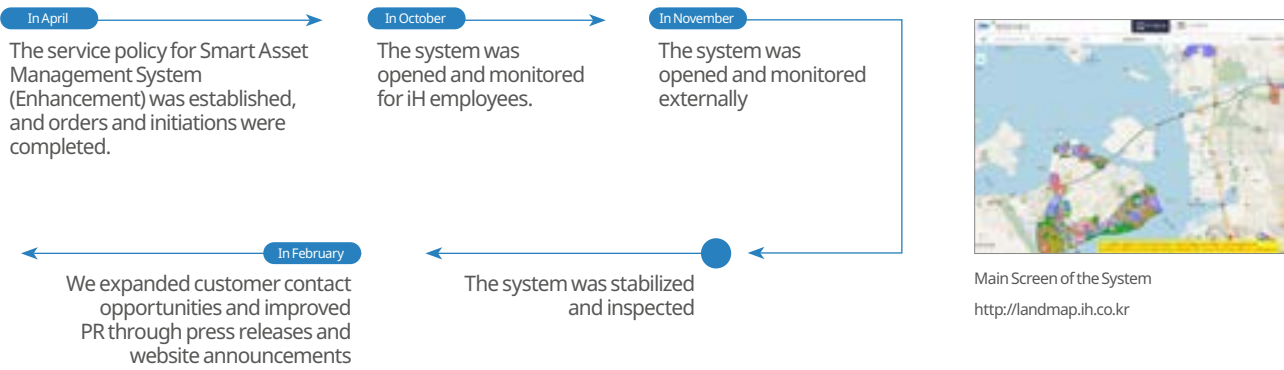 In April
The service policy for Smart Asset
Management System
(Enhancement) was established,
and orders and initiations were
completed.
In October
The system was
opened and monitored
for iH employees.
In November
The system was
opened and monitored
externally
The system was stabilized
and inspected
In February
We expanded customer contact
opportunities and improved
PR through press releases and
website announcements
Main Screen of the System
http://landmap.ih.co.kr